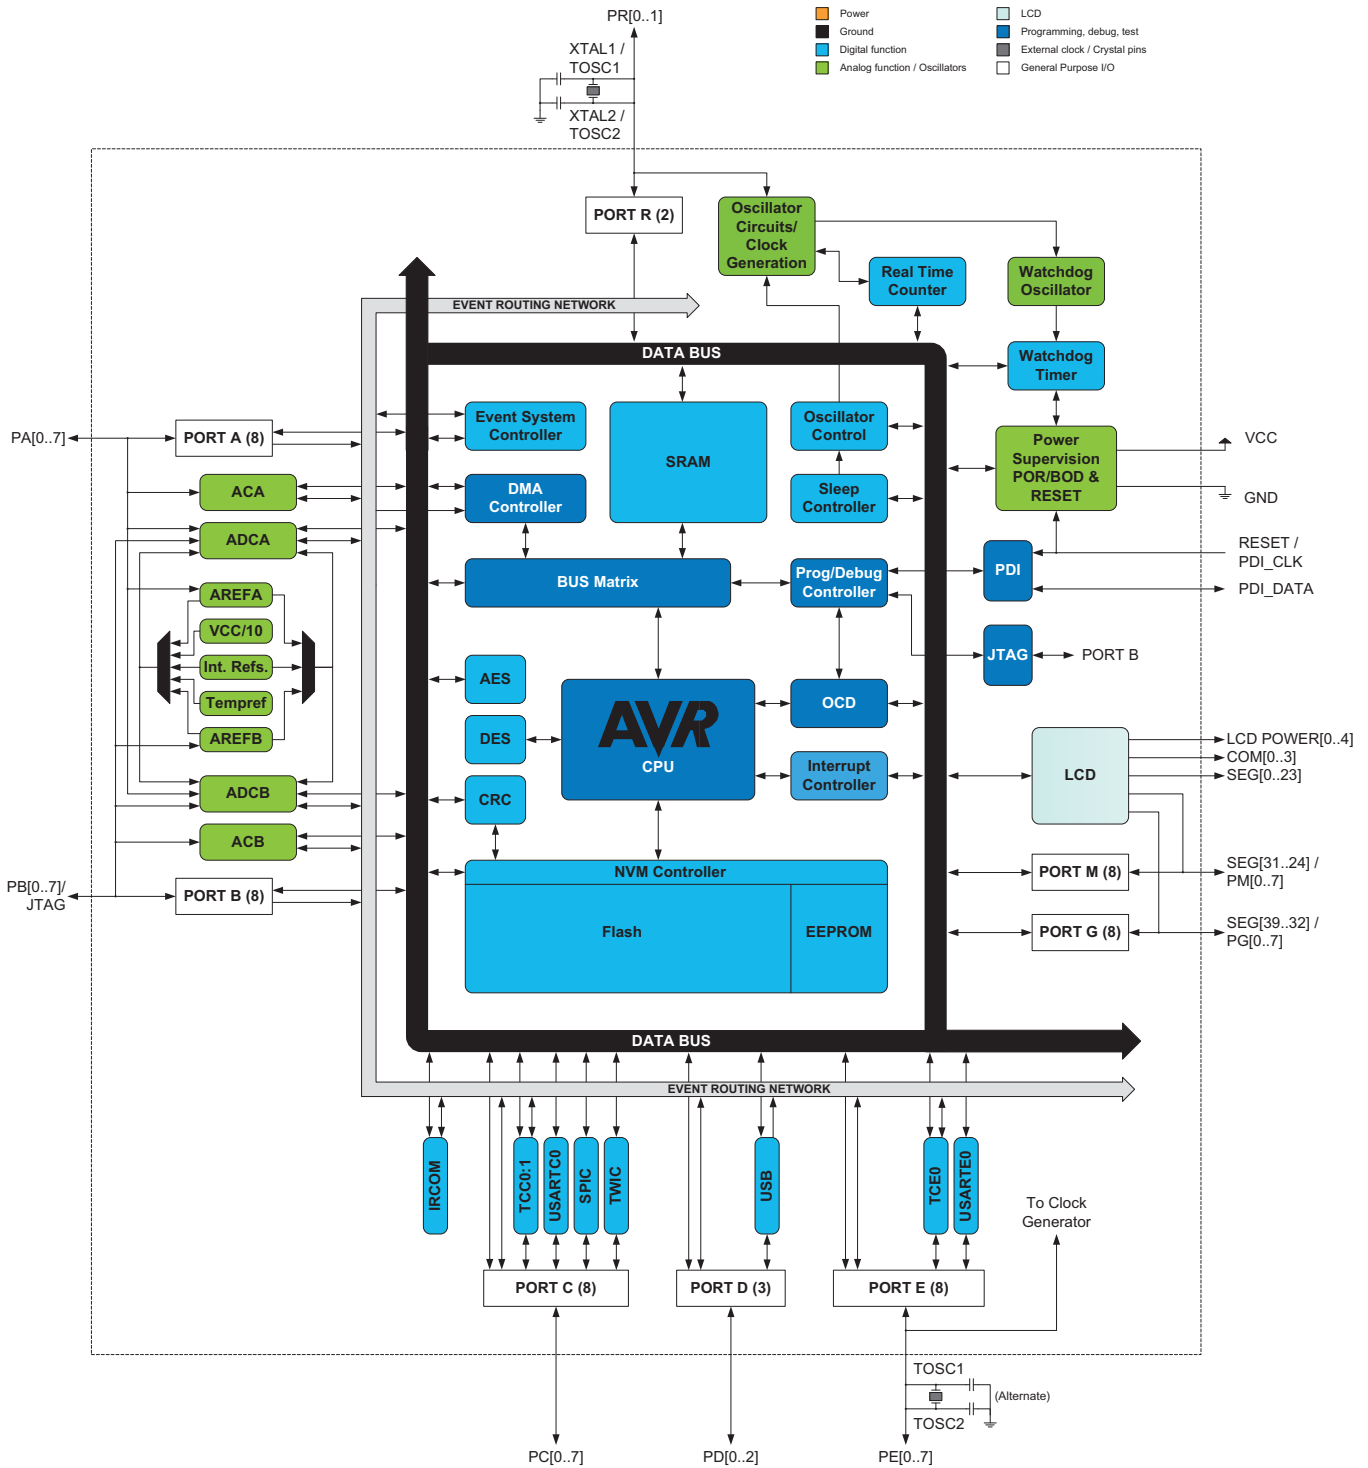 PR[0..1]
Power
Ground
Digital function
Analog function / Oscillators
LCD
Programming, debug, test
External clock / Crystal pins
General Purpose I/O
XTAL1 /
TOSC1
XTAL2 /
TOSC2
PORT R (2)
Oscillator
Circuits/
Clock
Generation
Real Time
Counter
Watchdog
Oscillator
EVENT ROUTING NETWORK
DATA BUS
Watchdog
Timer
PA[0..7]
PORT A (8)
Event System
Controller
SRAM
Oscillator
Control
Power
Supervision
POR/BOD &
RESET
VCC
GND
ACA
DMA
Controller
Sleep
Controller
ADCA
RESET /
PDI_CLK
BUS Matrix
Prog/Debug
Controller
PDI
PDI_DATA
AREFA
VCC/10
Int. Refs.
Tempref
AREFB
JTAG
PORT B
AES
AVR
CPU
OCD
DES
Interrupt
Controller
LCD
LCD POWER[0..4]
COM[0..3]
SEG[0..23]
ADCB
CRC
ACB
NVM Controller
Flash
EEPROM
PORT M (8)
SEG[31..24] /
PM[0..7]
PB[0..7]/
JTAG
PORT B (8)
PORT G (8)
SEG[39..32] /
PG[0..7]
DATA BUS
EVENT ROUTING NETWORK
IRCOM
TCC0:1
USARTC0
SPIC
TWIC
USB
TCE0
USARTE0
To Clock
Generator
PORT C (8)
PORT D (3)
PORT E (8)
TOSC1
(Alternate)
TOSC2
PC[0..7]
PD[0..2]
PE[0..7]